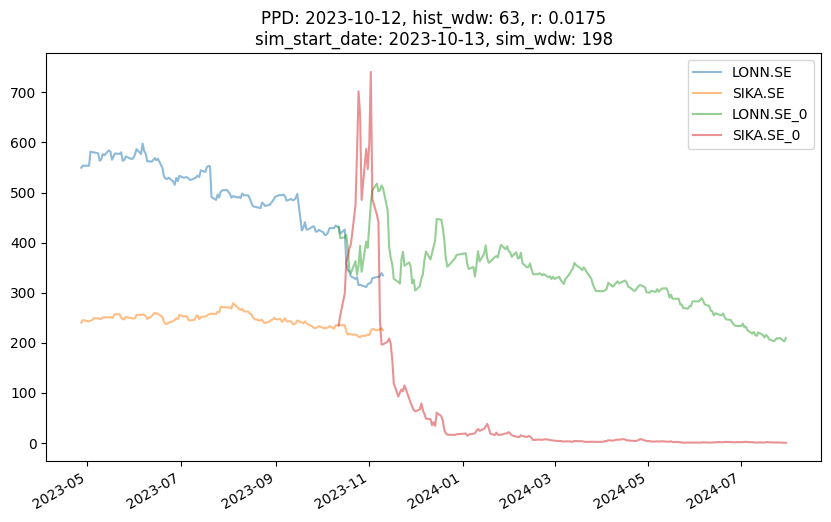 PPD: 2023-10-12, hist_wdw: 63, r: 0.0175
sim_start_date: 2023-10-13, sim_wdw: 198
LONN.SE
SIKA.SE
LONN.SE_0
SIKA.SE_0
700
600
500
400
300
200
100
0
2023-05
2023-07
2023-09
2023-11
2024-01
2024-03
2024-05
2024-07